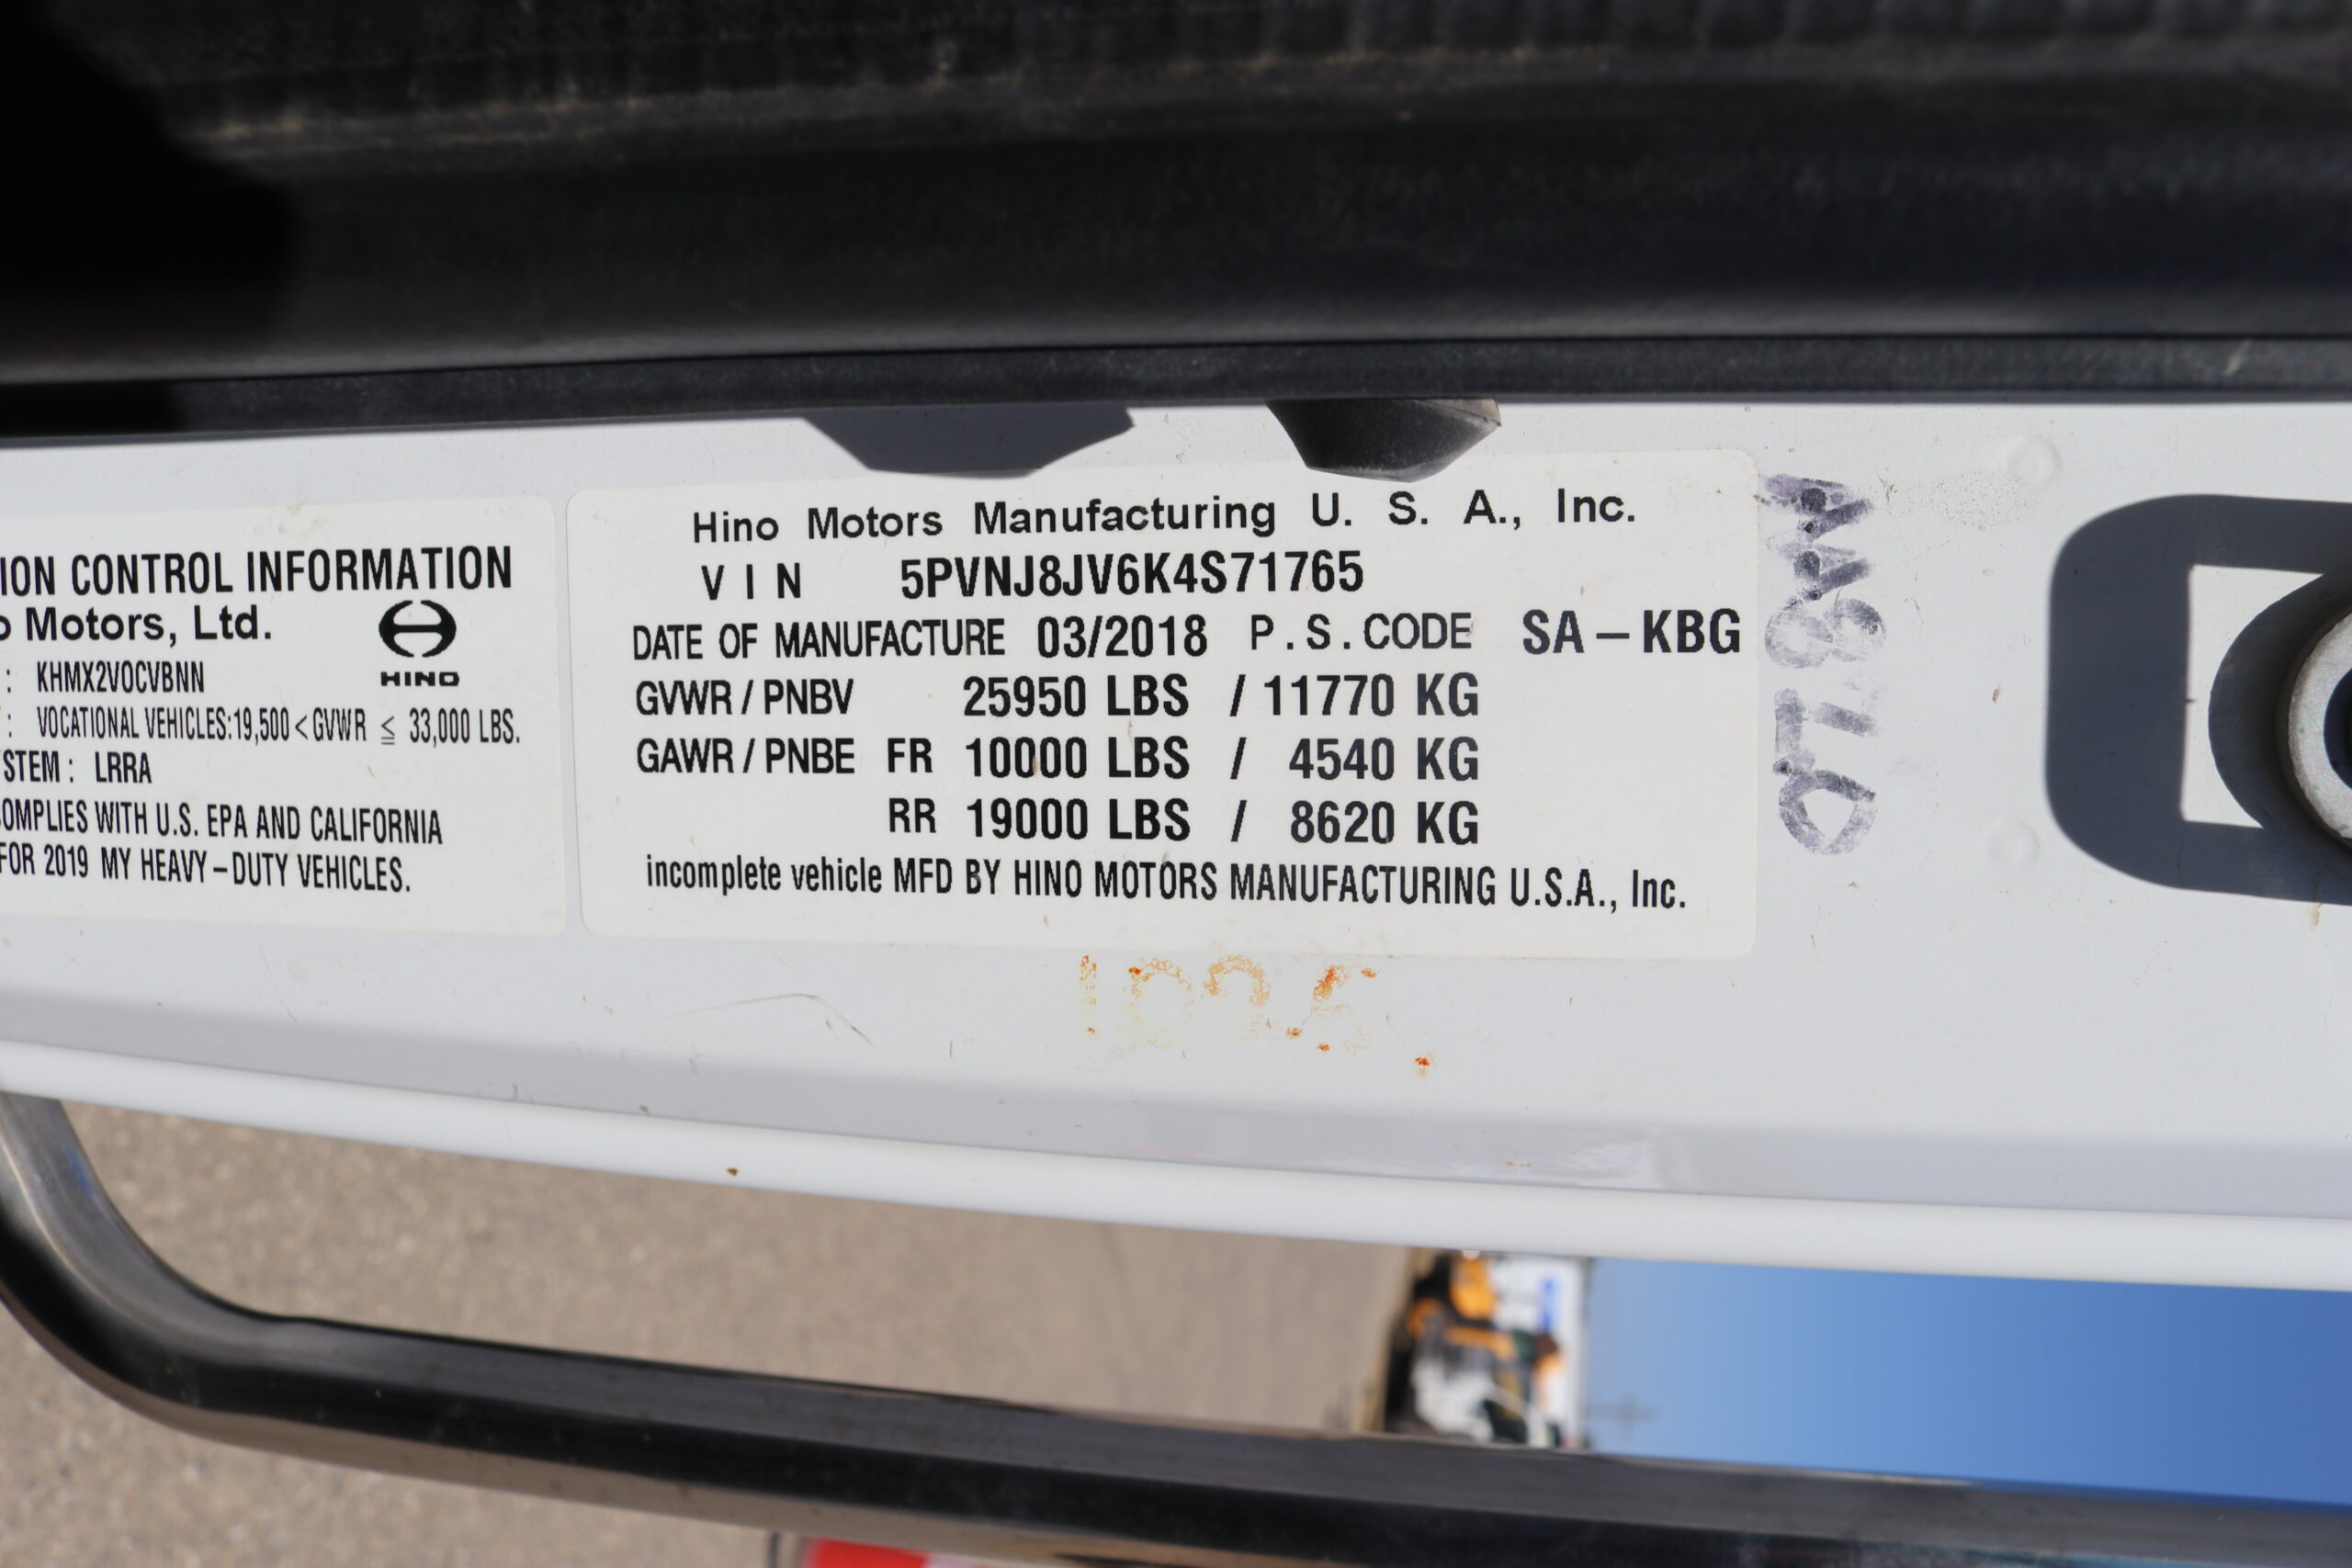 ION CONTROL INFORMATION
o Motors, Ltd.
HINO
: KHMX2VOCVBNN
: VOCATIONAL VEHICLES:19,500<GVWR ≦ 33,000 LBS.
STEM : LRRA
COMPLIES WITH U.S. EPA AND CALIFORNIA
FOR 2019 MY HEAVY-DUTY VEHICLES.
Hino Motors Manufacturing U. S. A., Inc.
VIN 5PVNJ8JV6K4S71765
DATE OF MANUFACTURE 03/2018 P.S.CODE SA-KBG
GVWR / PNBV 25950 LBS / 11770 KG
GAWR / PNBE FR 10000 LBS / 4540 KG
RR 19000 LBS / 8620 KG
incomplete vehicle MFD BY HINO MOTORS MANUFACTURING U.S.A., Inc.